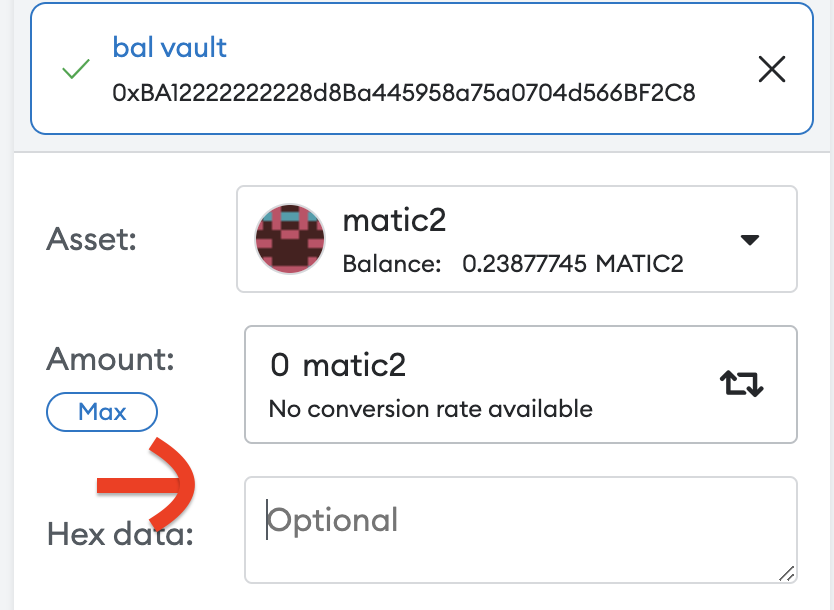 bal vault
0xBA12222222228d8Ba445958a75a0704d566BF2C8
Asset:
matic2
Balance: 0.23877745 MATIC2
Amount:
Max
0 matic2
No conversion rate available
Hex data:
Optional